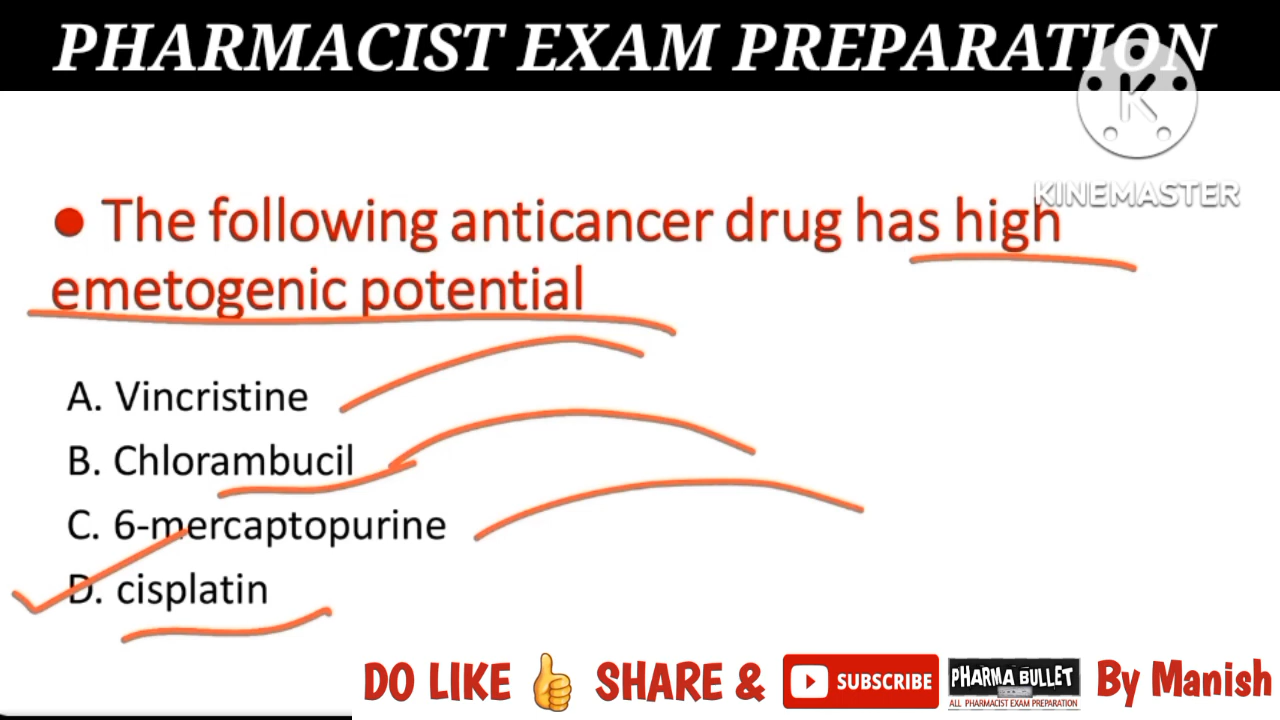 PHARMACIST EXAM PREPARATION
K
KINEMASTER
● The following anticancer drug has high
emetogenic potential
A. Vincristine
B. Chlorambucil
C. 6-mercaptopurine
D. cisplatin
DO LIKE 👍 SHARE & SUBSCRIBE PHARMA BULLET By Manish
ALL PHARMACIST EXAM PREPARATION